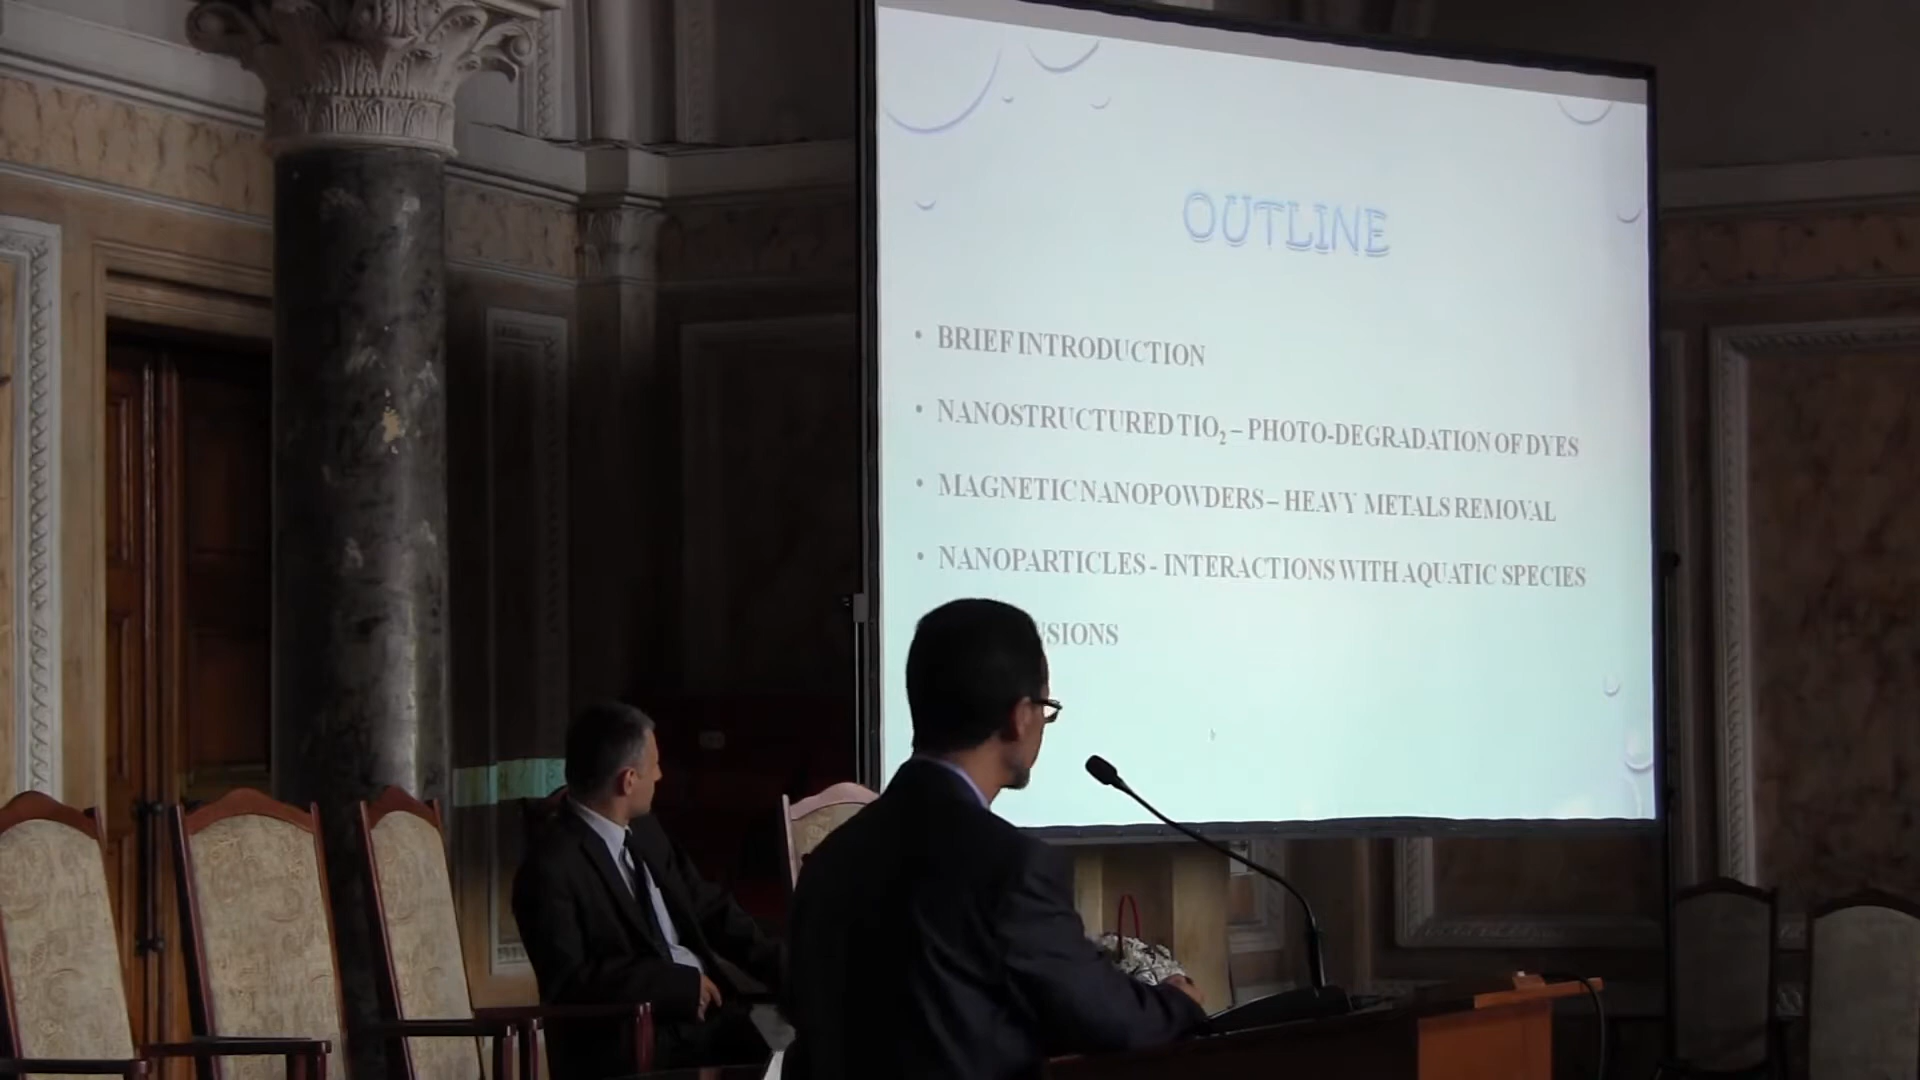 OUTLINE
• BRIEF INTRODUCTION
• NANOSTRUCTURED TIO₂ – PHOTO-DEGRADATION OF DYES
• MAGNETIC NANOPOWDERS – HEAVY METALS REMOVAL
• NANOPARTICLES - INTERACTIONS WITH AQUATIC SPECIES